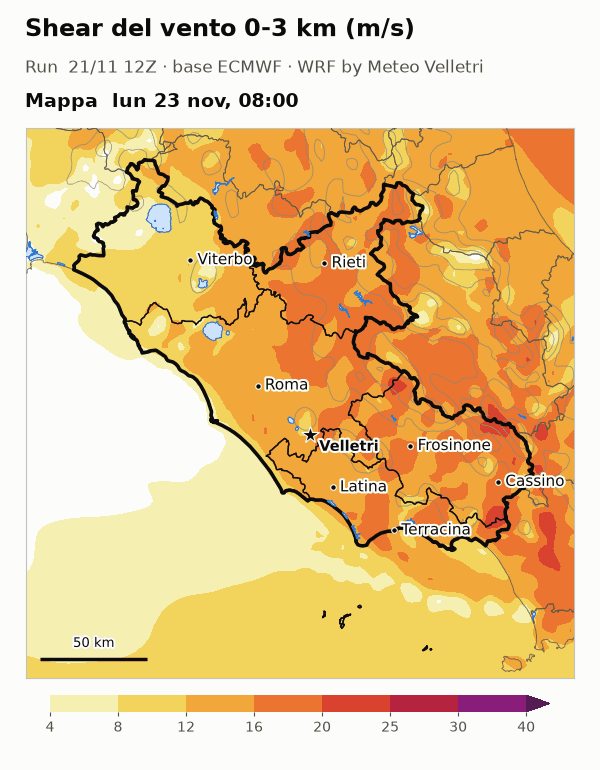 Shear del vento 0-3 km (m/s)
Run  21/11 12Z · base ECMWF · WRF by Meteo Velletri
Mappa  lun 23 nov, 08:00
Viterbo
Rieti
Roma
Velletri
Frosinone
Latina
Cassino
Terracina
50 km
4 8 12 16 20 25 30 40